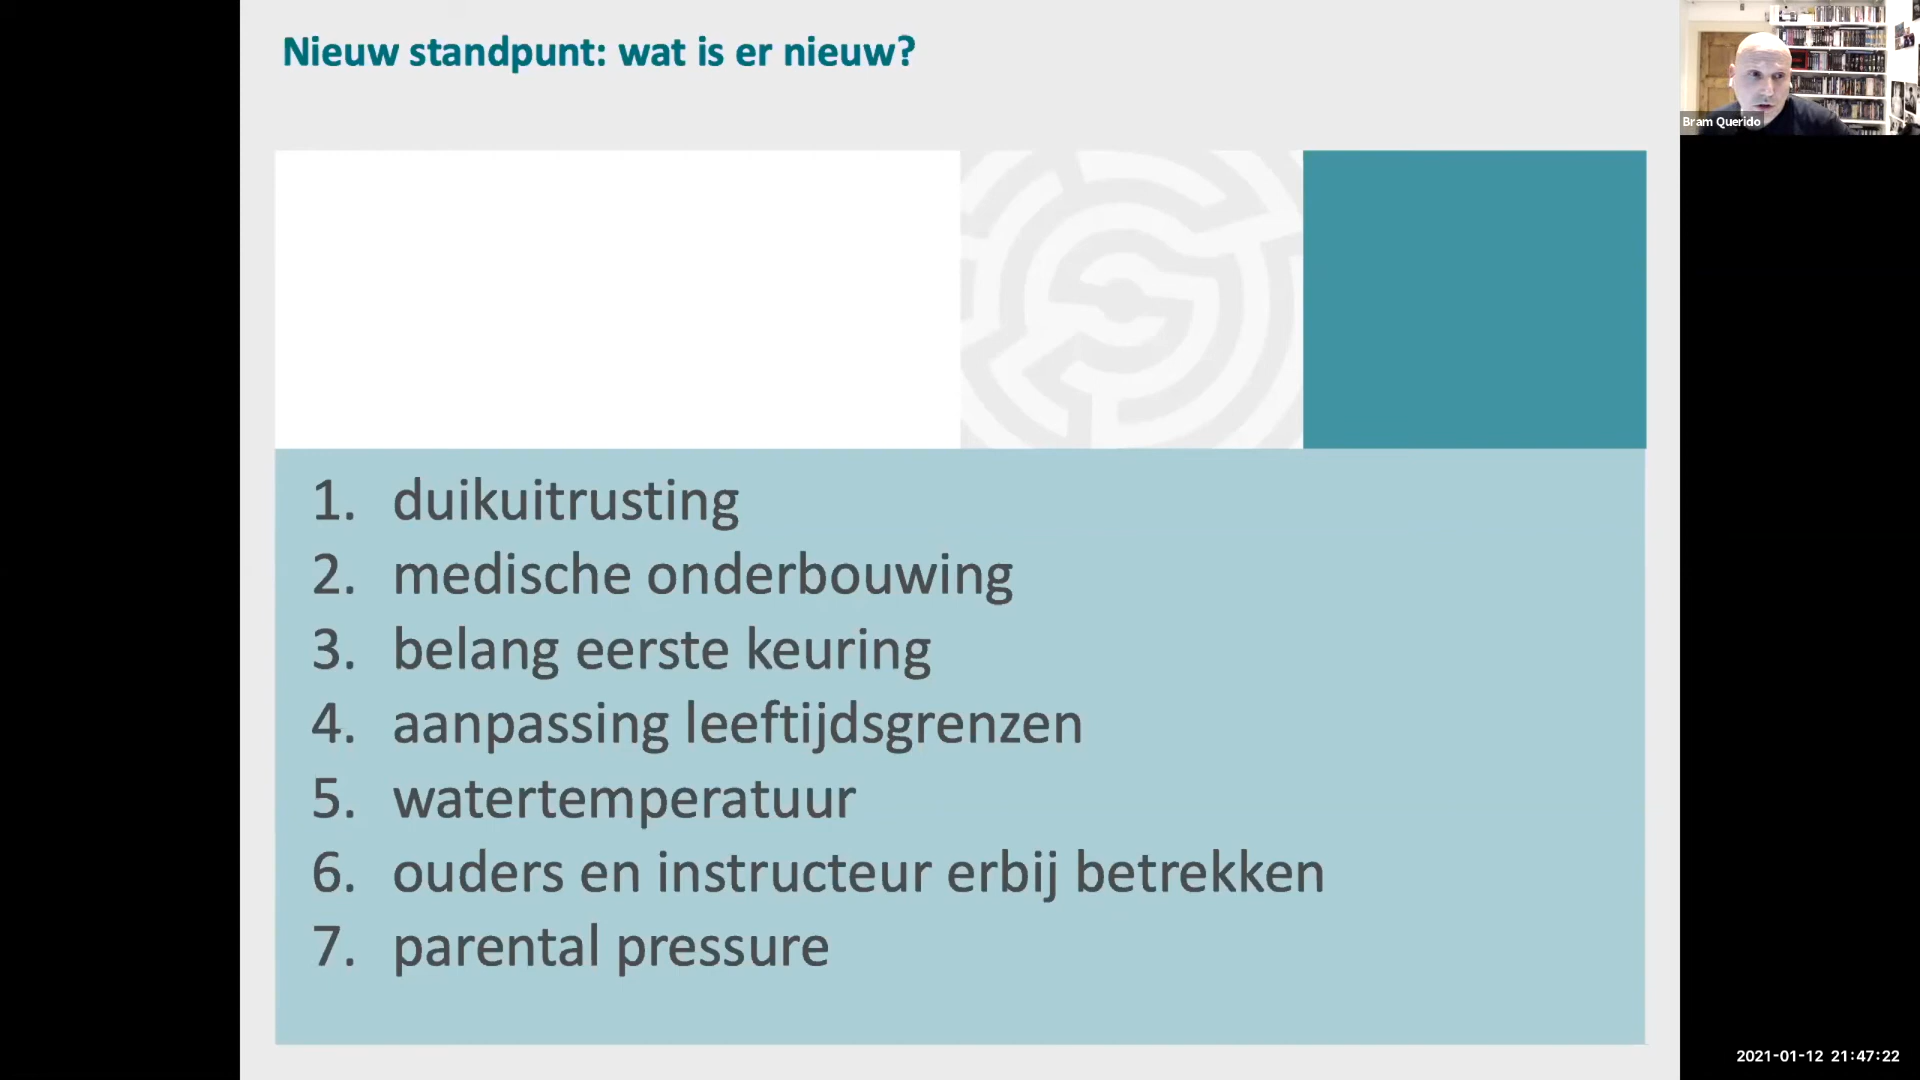 Nieuw standpunt: wat is er nieuw?
Bram Querido
1. duikuitrusting
2. medische onderbouwing
3. belang eerste keuring
4. aanpassing leeftijdsgrenzen
5. watertemperatuur
6. ouders en instructeur erbij betrekken
7. parental pressure
2021-01-12 21:47:22